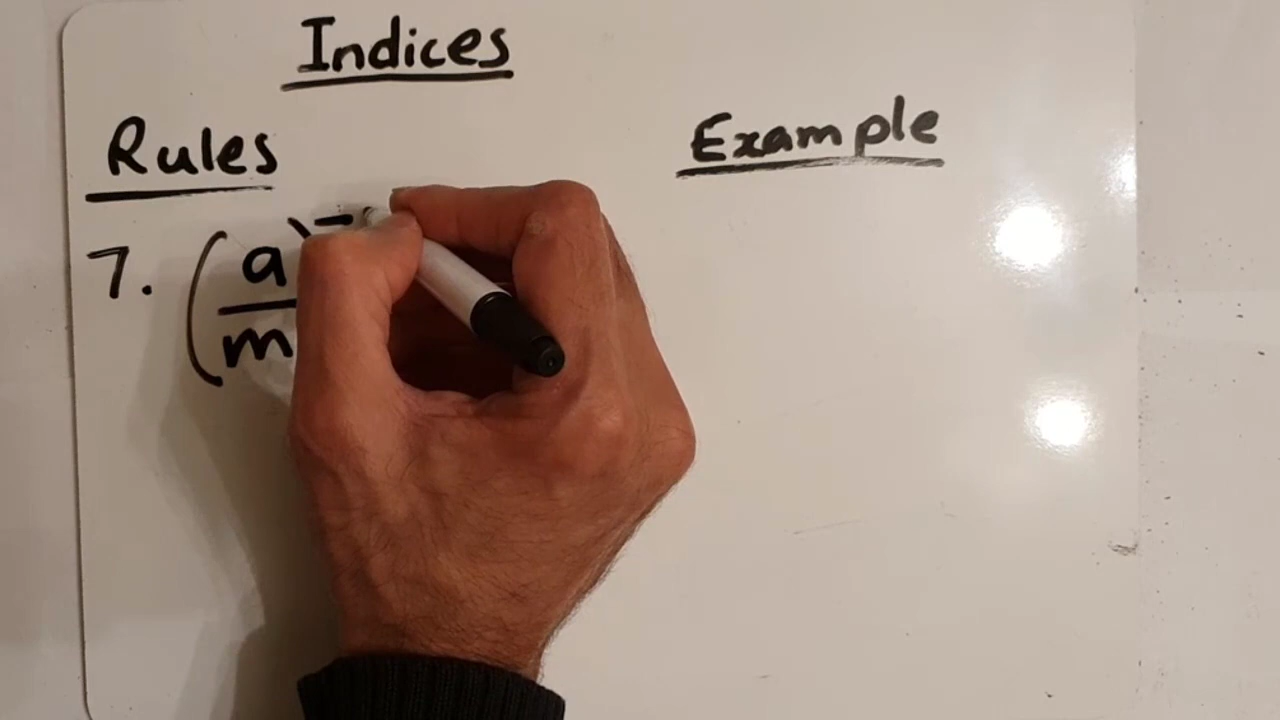 Indices
Rules Example
7. (a/m)⁻